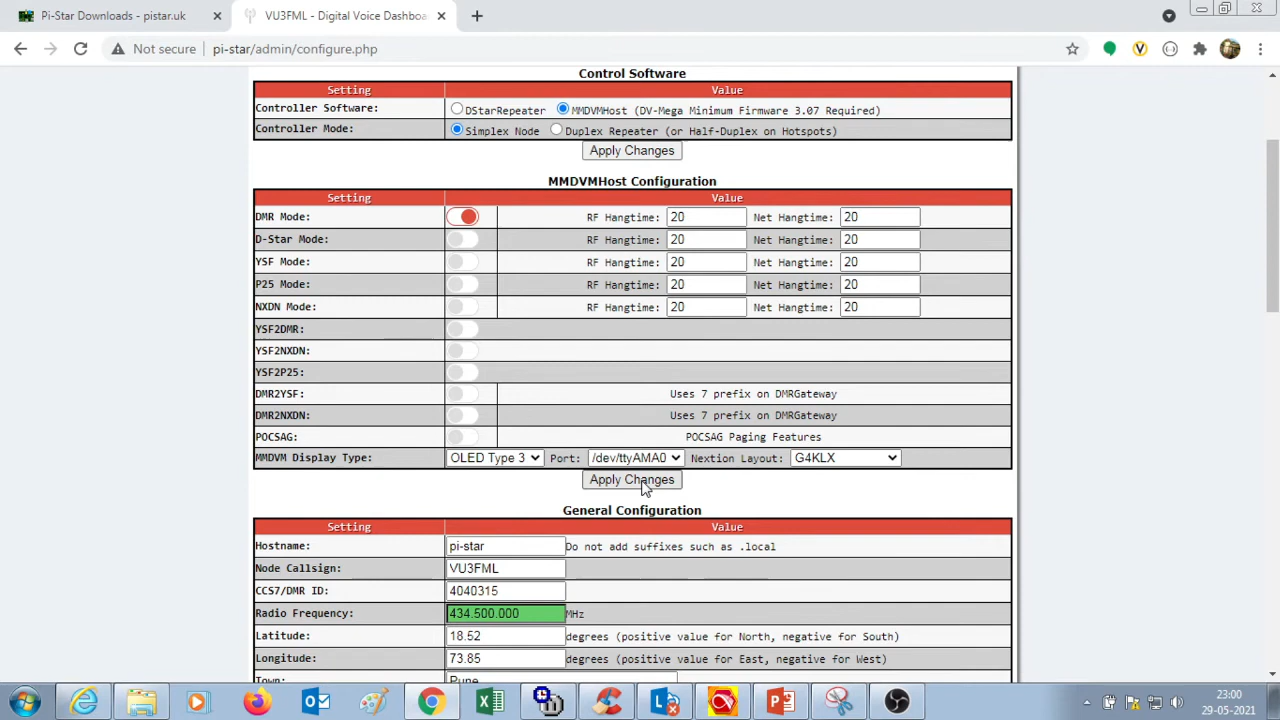 Pi-Star Downloads - pistar.uk
VU3FML - Digital Voice Dashboa
Not secure pi-star/admin/configure.php
Control Software
Setting Value
Controller Software: DStarRepeater MMDVMHost (DV-Mega Minimum Firmware 3.07 Required)
Controller Mode: Simplex Node Duplex Repeater (or Half-Duplex on Hotspots)
Apply Changes
MMDVMHost Configuration
Setting Value
DMR Mode: RF Hangtime: 20 Net Hangtime: 20
D-Star Mode: RF Hangtime: 20 Net Hangtime: 20
YSF Mode: RF Hangtime: 20 Net Hangtime: 20
P25 Mode: RF Hangtime: 20 Net Hangtime: 20
NXDN Mode: RF Hangtime: 20 Net Hangtime: 20
YSF2DMR:
YSF2NXDN:
YSF2P25:
DMR2YSF: Uses 7 prefix on DMRGateway
DMR2NXDN: Uses 7 prefix on DMRGateway
POCSAG: POCSAG Paging Features
MMDVM Display Type: OLED Type 3 Port: /dev/ttyAMA0 Nextion Layout: G4KLX
Apply Changes
General Configuration
Setting Value
Hostname: pi-star Do not add suffixes such as .local
Node Callsign: VU3FML
CCS7/DMR ID: 4040315
Radio Frequency: 434.500.000 MHz
Latitude: 18.52 degrees (positive value for North, negative for South)
Longitude: 73.85 degrees (positive value for East, negative for West)
Town: Pune
23:00
29-05-2021